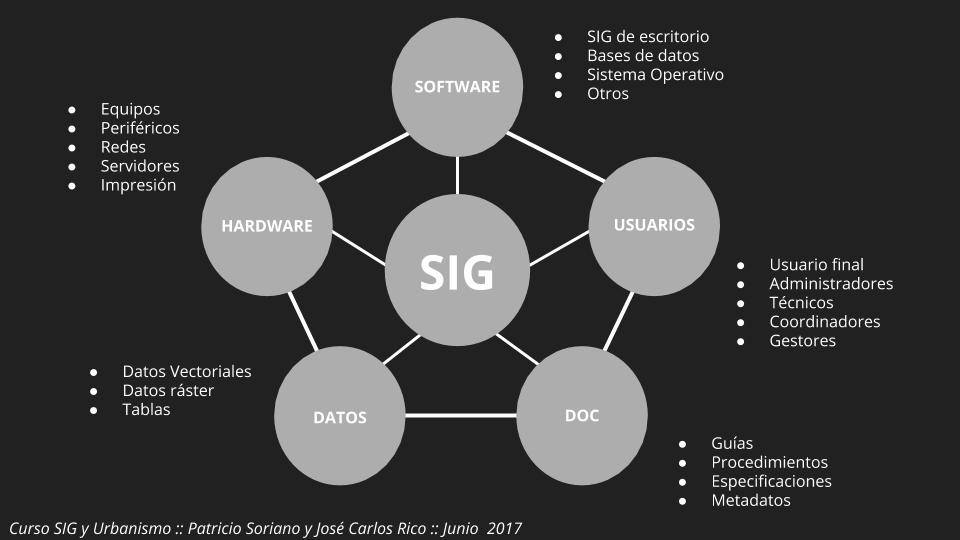 SOFTWARE
SIG de escritorio
Bases de datos
Sistema Operativo
Otros
Equipos
Periféricos
Redes
Servidores
Impresión
HARDWARE
USUARIOS
SIG
Usuario final
Administradores
Técnicos
Coordinadores
Gestores
Datos Vectoriales
Datos ráster
Tablas
DATOS
DOC
Guías
Procedimientos
Especificaciones
Metadatos
Curso SIG y Urbanismo :: Patricio Soriano y José Carlos Rico :: Junio 2017